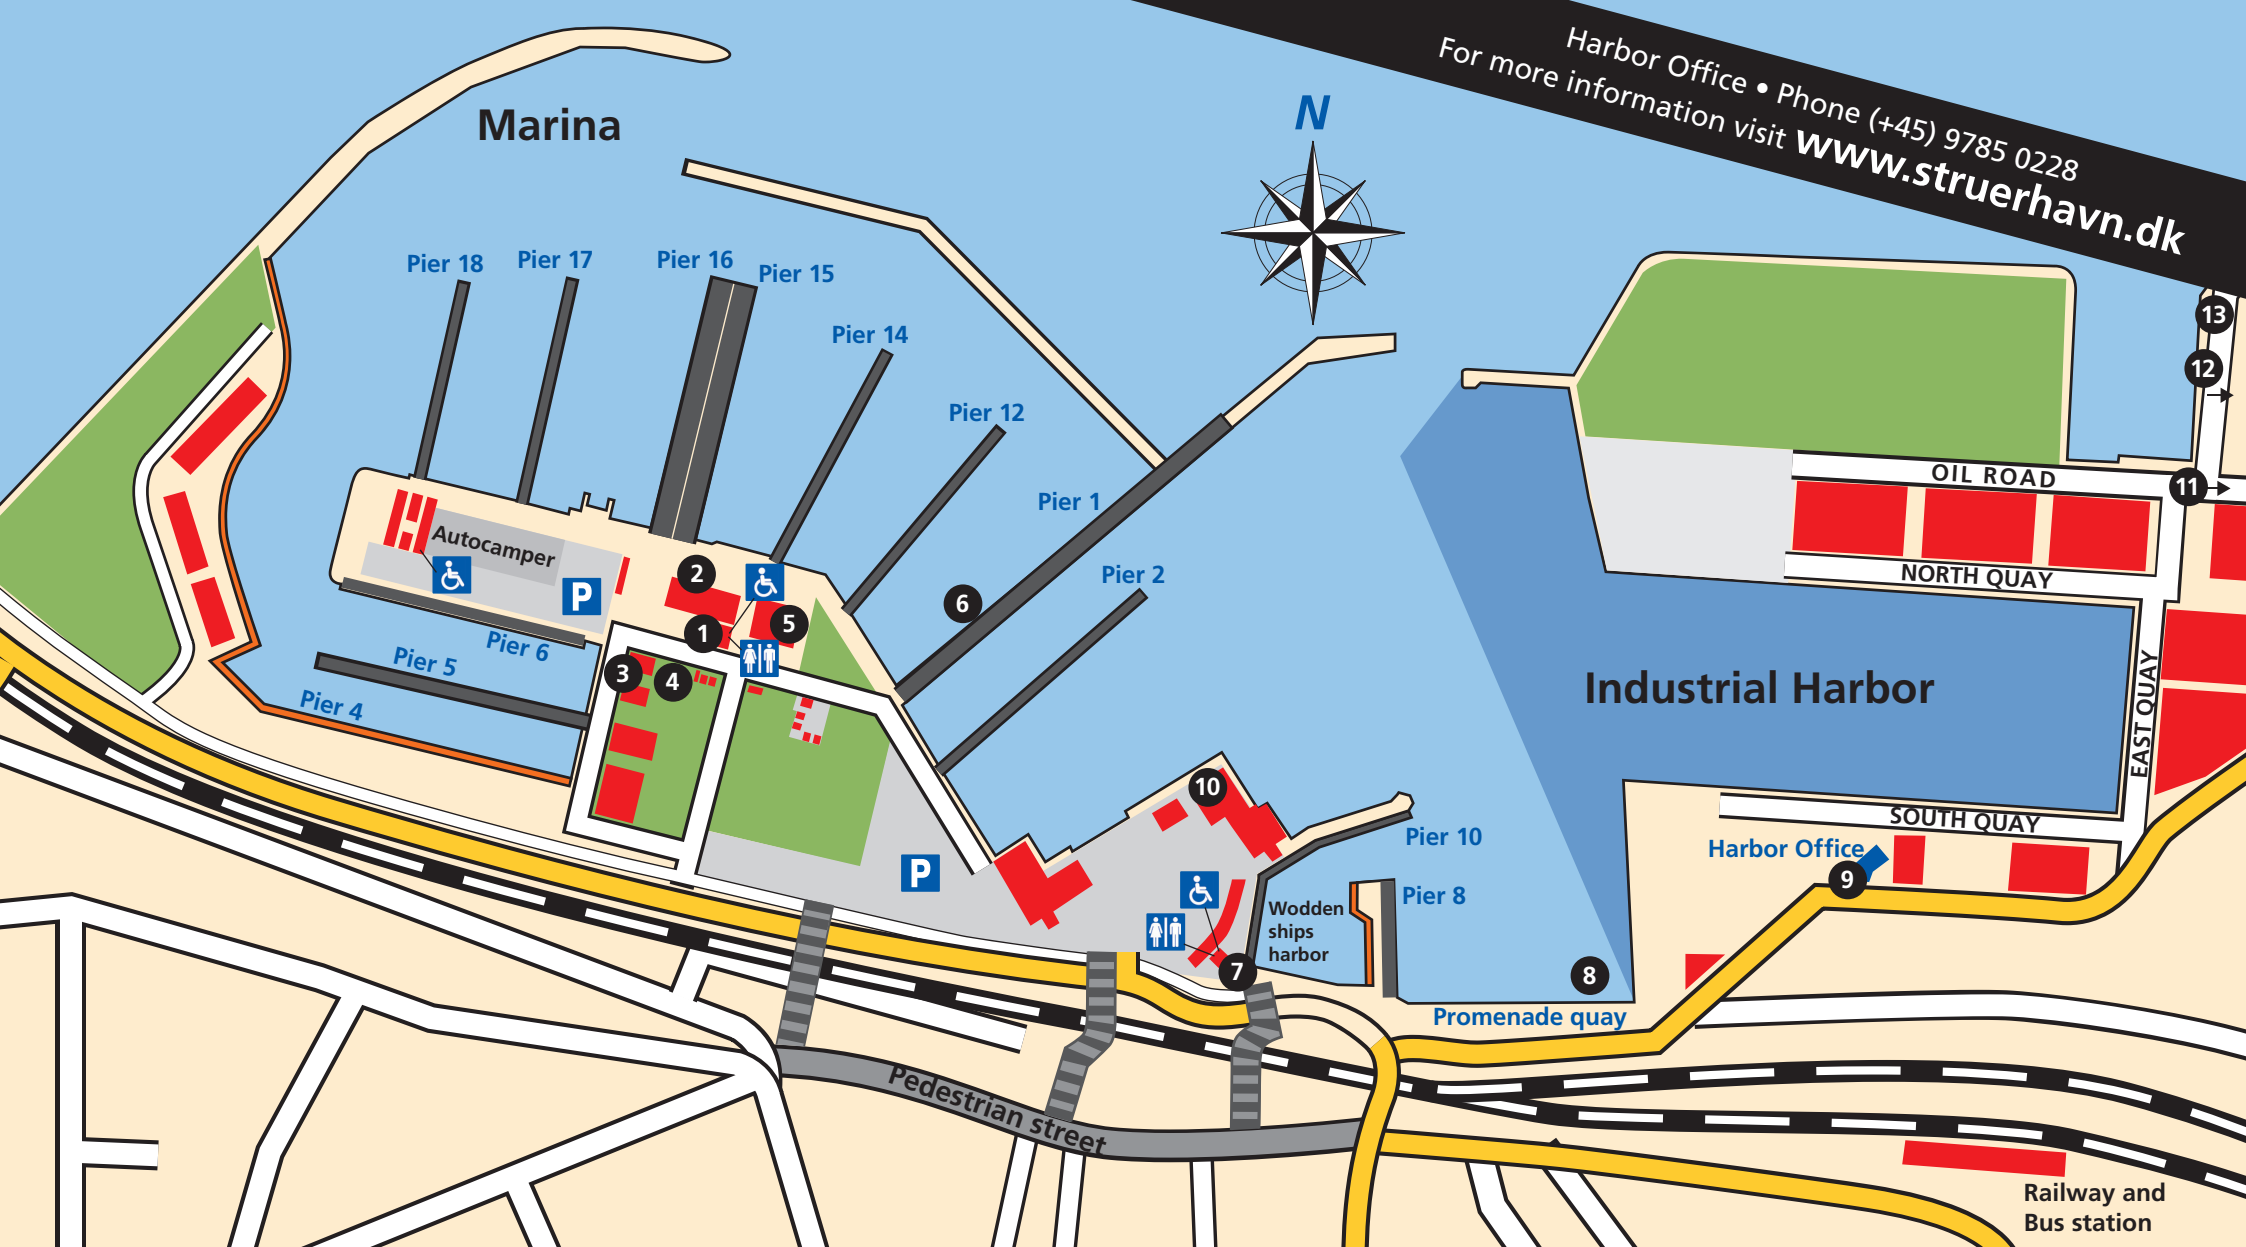 Harbor Office • Phone (+45) 9785 0228
For more information visit www.struerhavn.dk
Marina
N
Pier 18
Pier 17
Pier 16
Pier 15
Pier 14
Pier 12
Pier 1
Pier 2
Autocamper
P
Pier 6
Pier 5
Pier 4
1
2
3
4
5
6
P
10
Pier 10
Pier 8
Wodden
ships
harbor
7
8
Promenade quay
Pedestrian street
13
12
11
OIL ROAD
NORTH QUAY
Industrial Harbor
EAST QUAY
SOUTH QUAY
Harbor Office
9
Railway and
Bus station